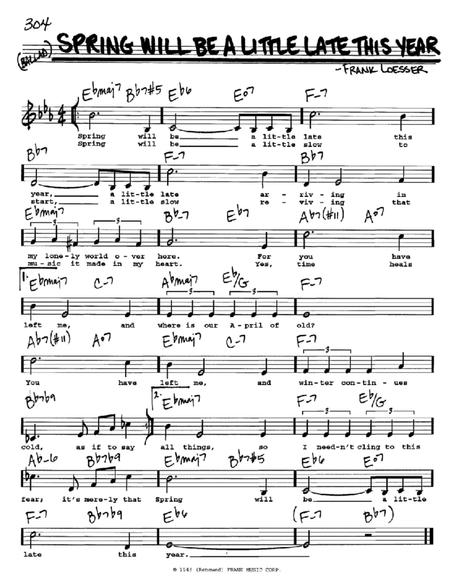 304
(BALLAD) SPRING WILL BE A LITTLE LATE THIS YEAR
-FRANK LOESSER
Ebmaj7 Bb7#5 Eb6 E°7 F-7
Spring will be a lit-tle late this
Spring will be a lit-tle slow to
Bb7 F-7 Bb7
year, a lit-tle late ar - riv - ing in
start, a lit-tle slow re - viv - ing that
Ebmaj7 Bb-7 Eb7 Ab7(#11) A°7
my lone-ly world o - ver here. For you have
mu - sic it made in my heart. Yes, time heals
1. Ebmaj7 C-7 Abmaj7 Eb/G F-7
left me, and where is our A - pril of old?
Ab7(#11) A°7 Ebmaj7 C-7 F-7
You have left me, and win-ter con-tin - ues
Bb7b9 2. Ebmaj7 F-7 Eb/G
cold, as if to say all things, so I need-n't cling to this
Ab-6 Bb7b9 Ebmaj7 Bb7#5 Eb6 E°7
fear; it's mere-ly that Spring will be a lit-tle
F-7 Bb7b9 Eb6 (F-7 Bb7)
late this year.
FRANK MUSIC CORP.